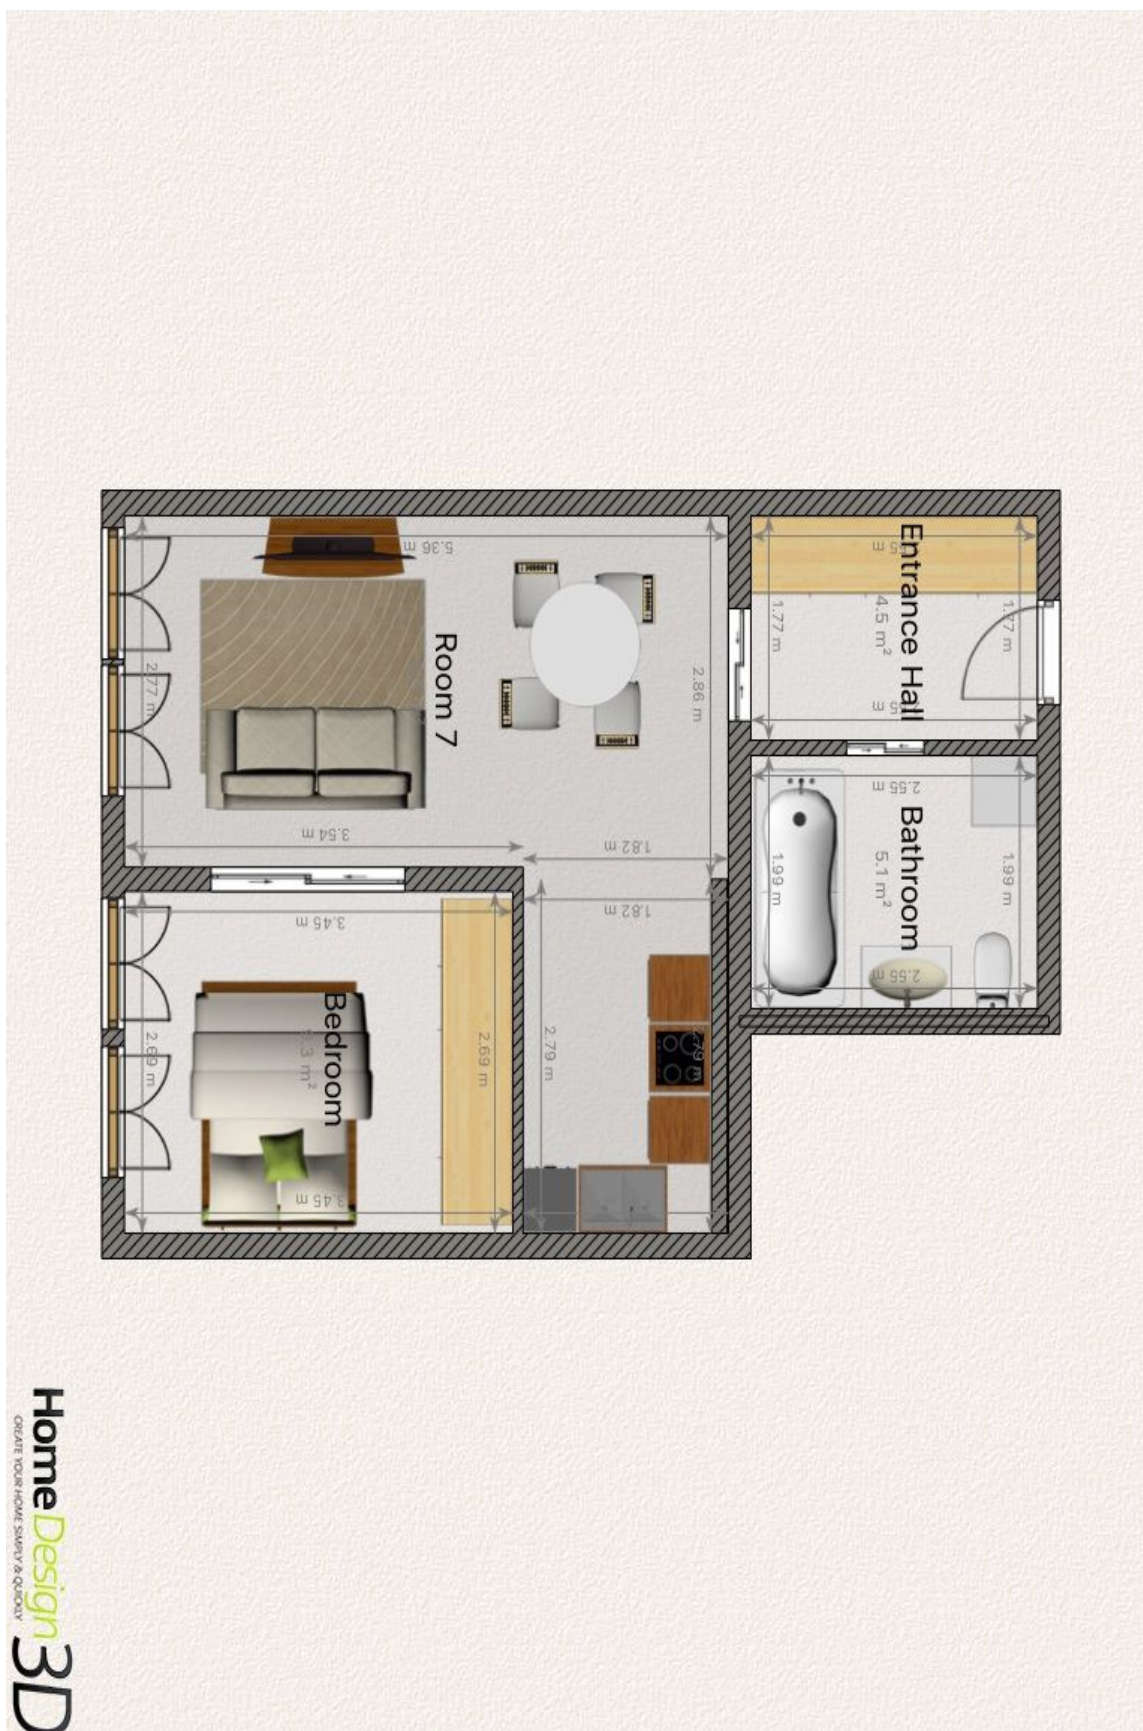 5.36 m
2.77 m
Room 7
2.86 m
3.54 m
1.82 m
1.77 m
Entrance Hall
4.5 m²
1.77 m
2.55 m
Bathroom
5.1 m²
1.99 m
1.99 m
2.55 m
3.45 m
1.82 m
Bedroom
2.69 m
2.69 m
2.79 m
3.45 m
HomeDesign 3D
CREATE YOUR HOME SIMPLY & QUICKLY